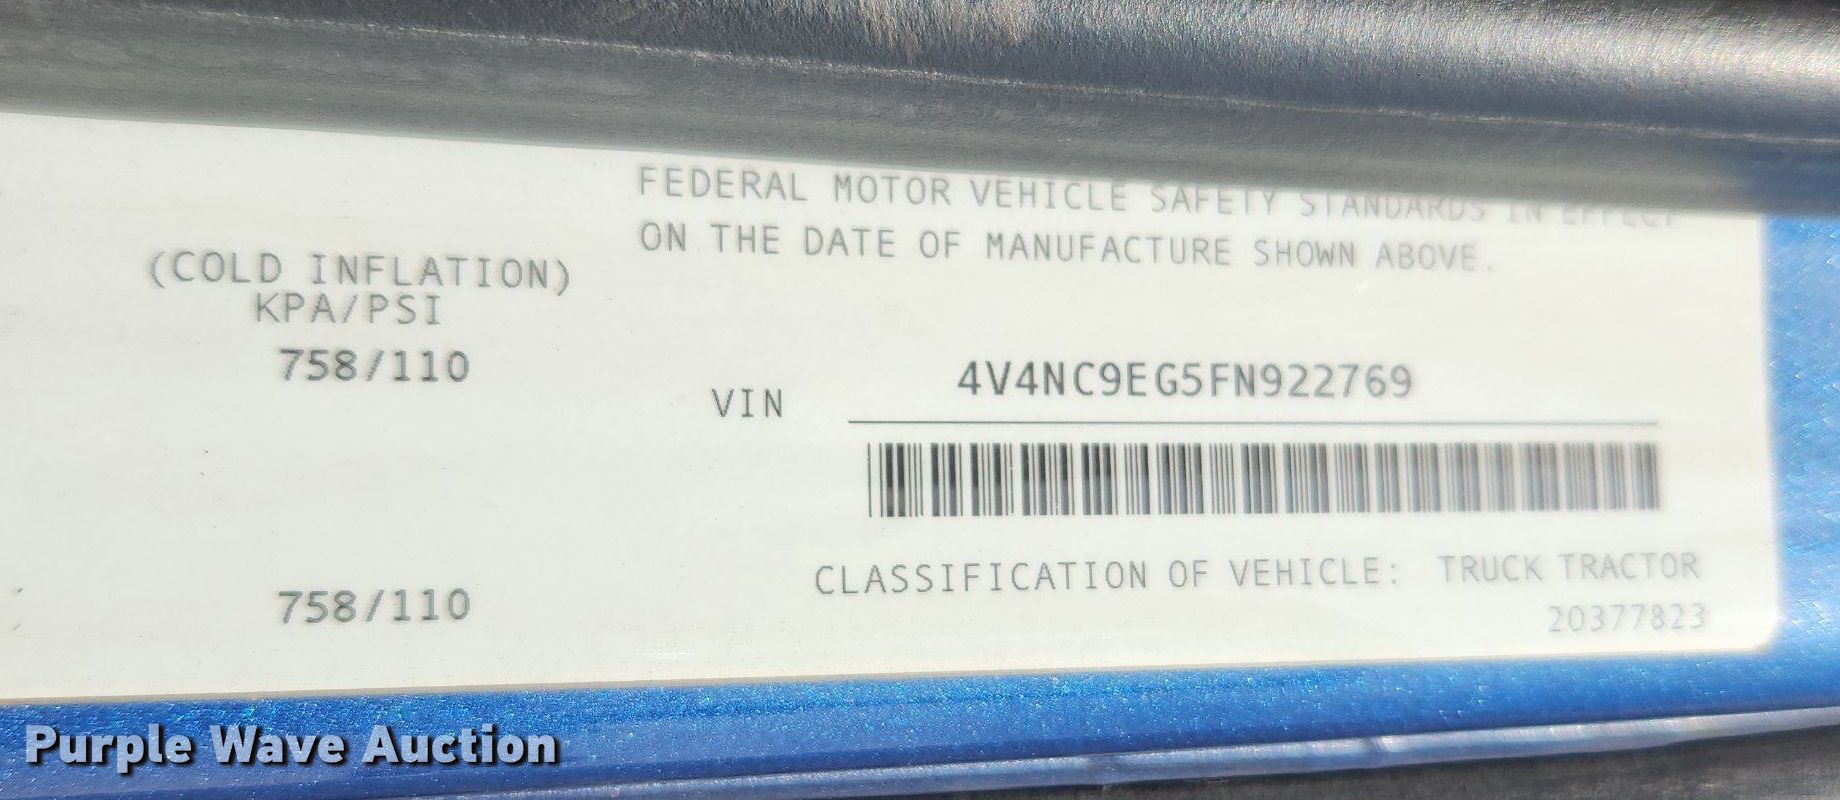 FEDERAL MOTOR VEHICLE SAFETY STANDARDS IN EFFECT
ON THE DATE OF MANUFACTURE SHOWN ABOVE.
(COLD INFLATION)
KPA/PSI
758/110
VIN 4V4NC9EG5FN922769
CLASSIFICATION OF VEHICLE: TRUCK TRACTOR
758/110
20377823
Purple Wave Auction